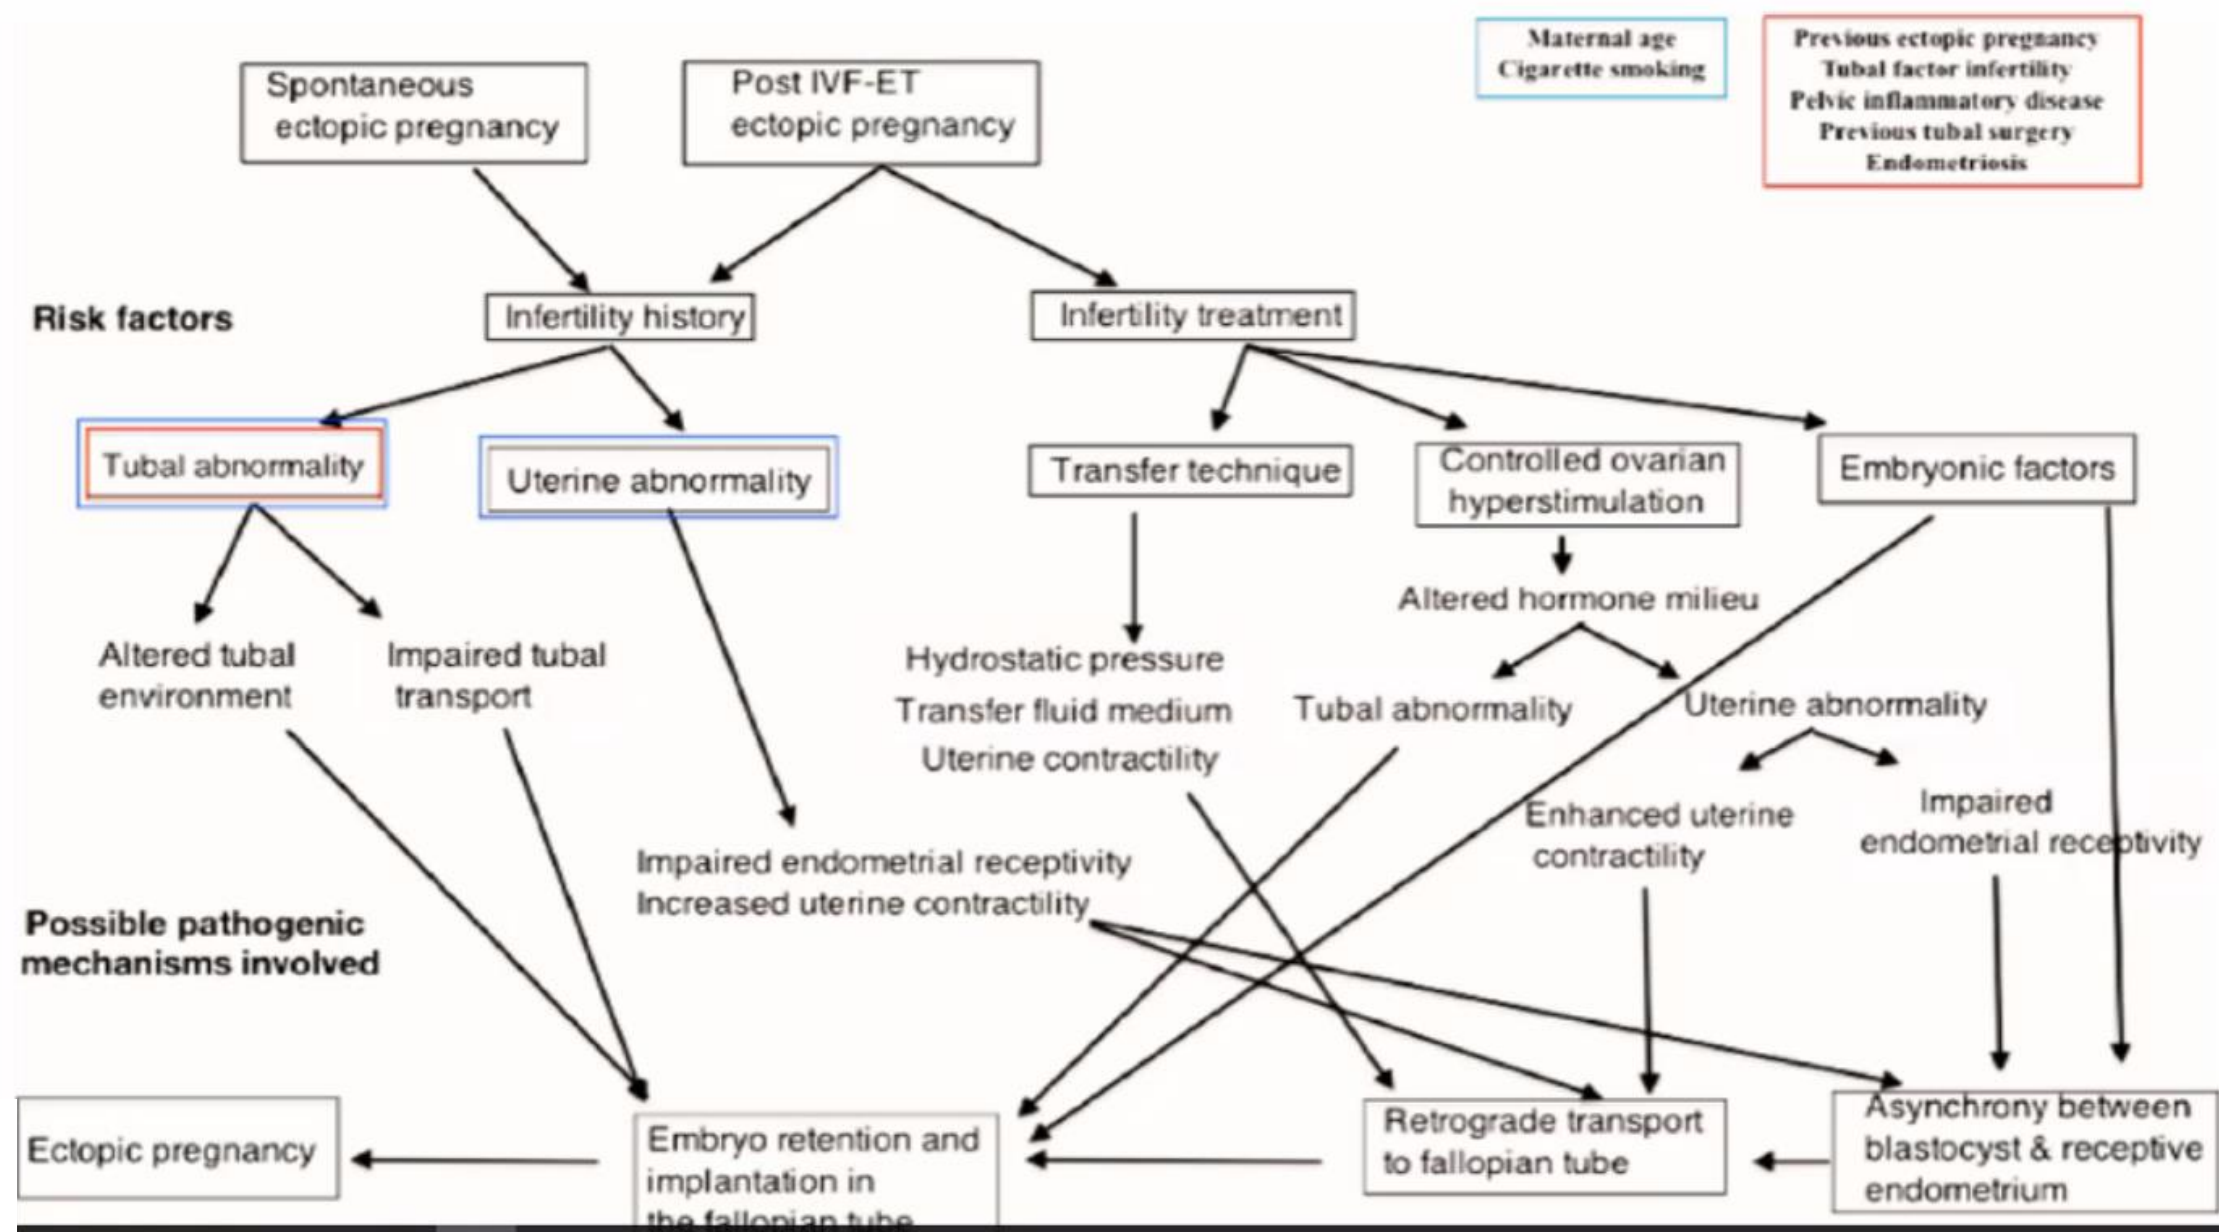 Maternal age
Cigarette smoking
Previous ectopic pregnancy
Tubal factor infertility
Pelvic inflammatory disease
Previous tubal surgery
Endometriosis
Spontaneous
ectopic pregnancy
Post IVF-ET
ectopic pregnancy
Risk factors
Infertility history
Infertility treatment
Tubal abnormality
Uterine abnormality
Transfer technique
Controlled ovarian
hyperstimulation
Embryonic factors
Altered hormone milieu
Altered tubal
environment
Impaired tubal
transport
Hydrostatic pressure
Transfer fluid medium
Uterine contractility
Tubal abnormality
Uterine abnormality
Enhanced uterine
contractility
Impaired
endometrial receptivity
Impaired endometrial receptivity
Increased uterine contractility
Possible pathogenic
mechanisms involved
Ectopic pregnancy
Embryo retention and
implantation in
the fallopian tube
Retrograde transport
to fallopian tube
Asynchrony between
blastocyst & receptive
endometrium